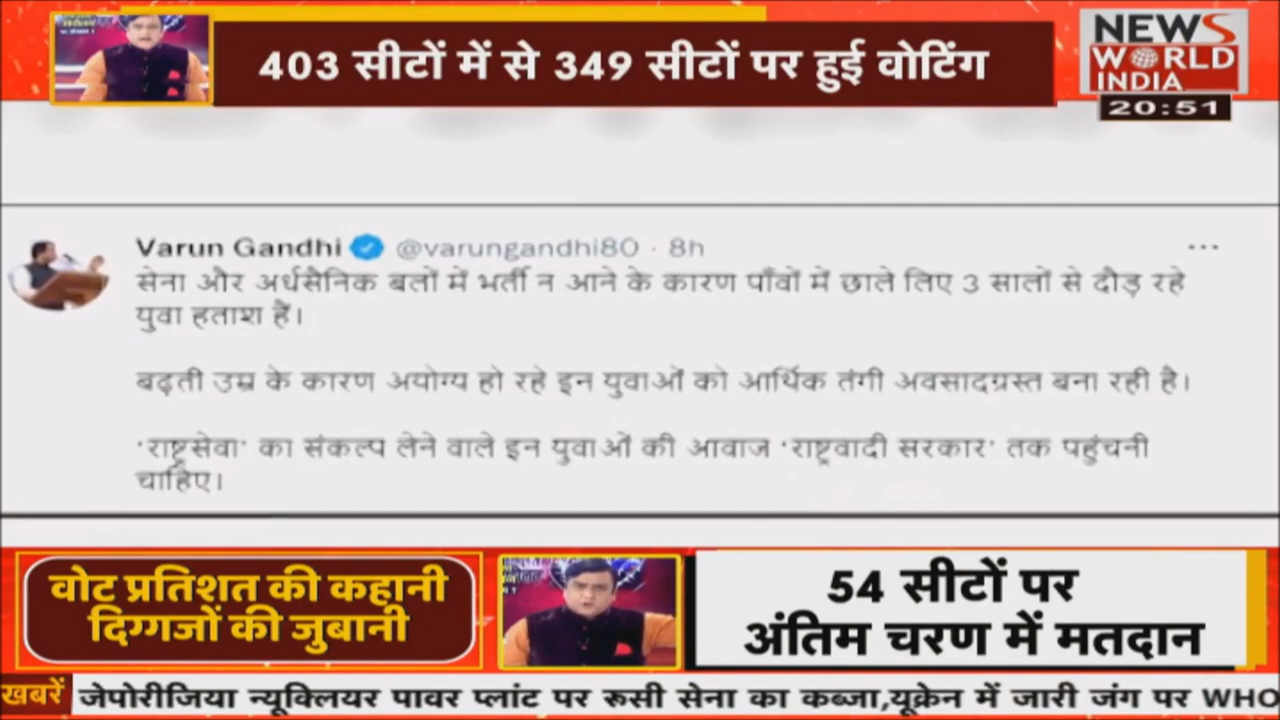 403 सीटों में से 349 सीटों पर हुई वोटिंग
NEWS
WORLD
INDIA
20:51
Varun Gandhi @varungandhi80 · 8h ...
सेना और अर्धसैनिक बलों में भर्ती न आने के कारण पाँवों में छाले लिए 3 सालों से दौड़ रहे
युवा हताश हैं।
बढ़ती उम्र के कारण अयोग्य हो रहे इन युवाओं को आर्थिक तंगी अवसादग्रस्त बना रही है।
'राष्ट्रसेवा' का संकल्प लेने वाले इन युवाओं की आवाज 'राष्ट्रवादी सरकार' तक पहुंचनी
चाहिए।
वोट प्रतिशत की कहानी
दिग्गजों की जुबानी
54 सीटों पर
अंतिम चरण में मतदान
खबरें जेपोरीजिया न्यूक्लियर पावर प्लांट पर रूसी सेना का कब्जा,यूक्रेन में जारी जंग पर WHO